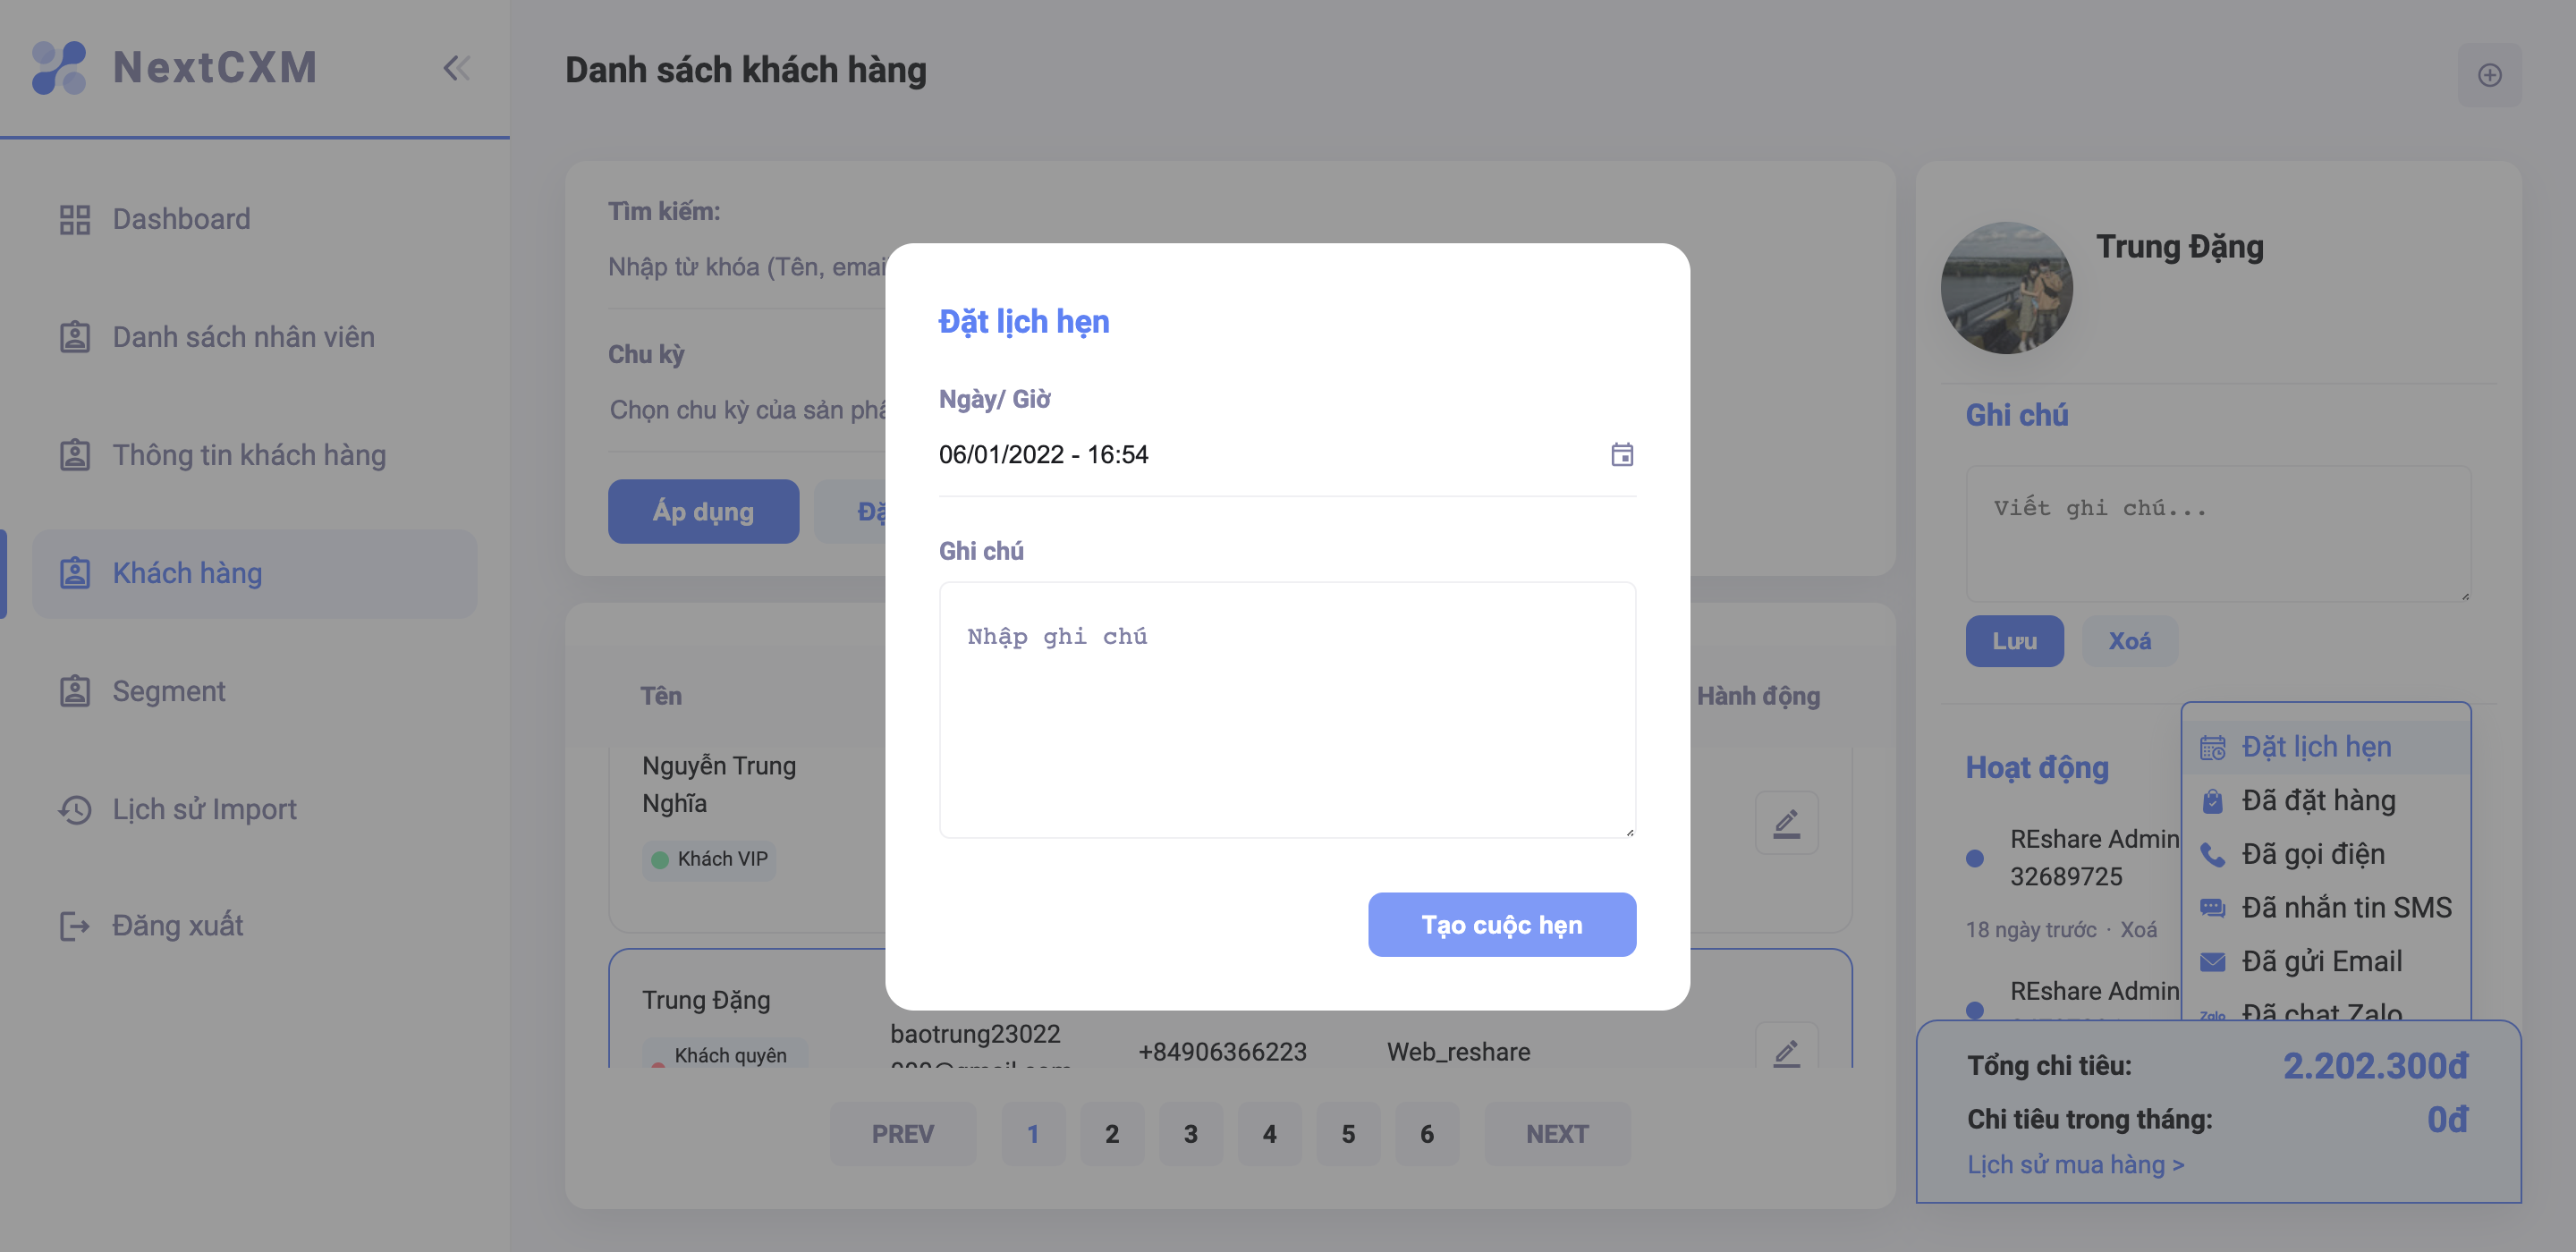 NextCXM
Dashboard
Danh sách nhân viên
Thông tin khách hàng
Khách hàng
Segment
Lịch sử Import
Đăng xuất
Danh sách khách hàng
Tìm kiếm:
Nhập từ khóa (Tên, emai
Chu kỳ
Chọn chu kỳ của sản phẩ
Áp dụng
Tên
Hành động
Nguyễn Trung
Nghĩa
Khách VIP
Trung Đặng
Khách quyên
baotrung23022
+84906366223
Web_reshare
PREV 1 2 3 4 5 6 NEXT
Đặt lịch hẹn
Ngày/ Giờ
06/01/2022 - 16:54
Ghi chú
Nhập ghi chú
Tạo cuộc hẹn
Trung Đặng
Ghi chú
Viết ghi chú...
Lưu
Xoá
Hoạt động
REshare Admin
32689725
18 ngày trước · Xoá
REshare Admin
Đặt lịch hẹn
Đã đặt hàng
Đã gọi điện
Đã nhắn tin SMS
Đã gửi Email
Zalo Đã chat Zalo
Tổng chi tiêu: 2.202.300đ
Chi tiêu trong tháng: 0đ
Lịch sử mua hàng >